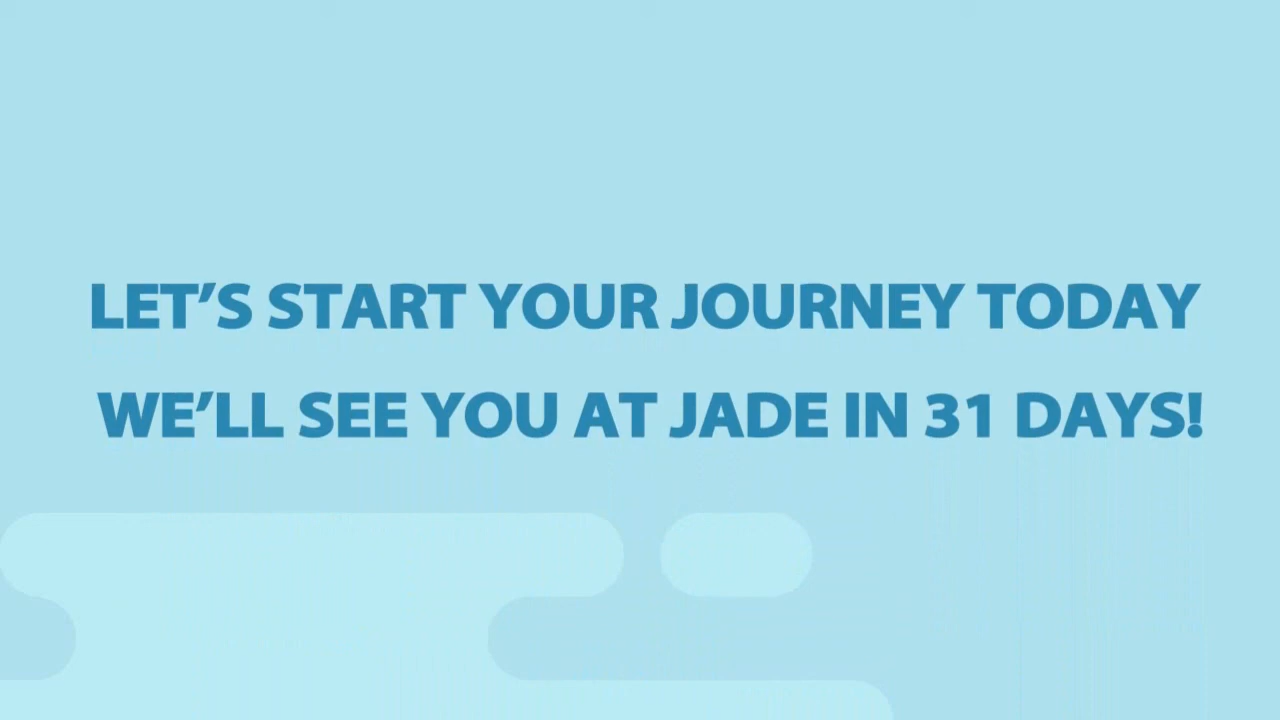 LET’S START YOUR JOURNEY TODAY
WE’LL SEE YOU AT JADE IN 31 DAYS!